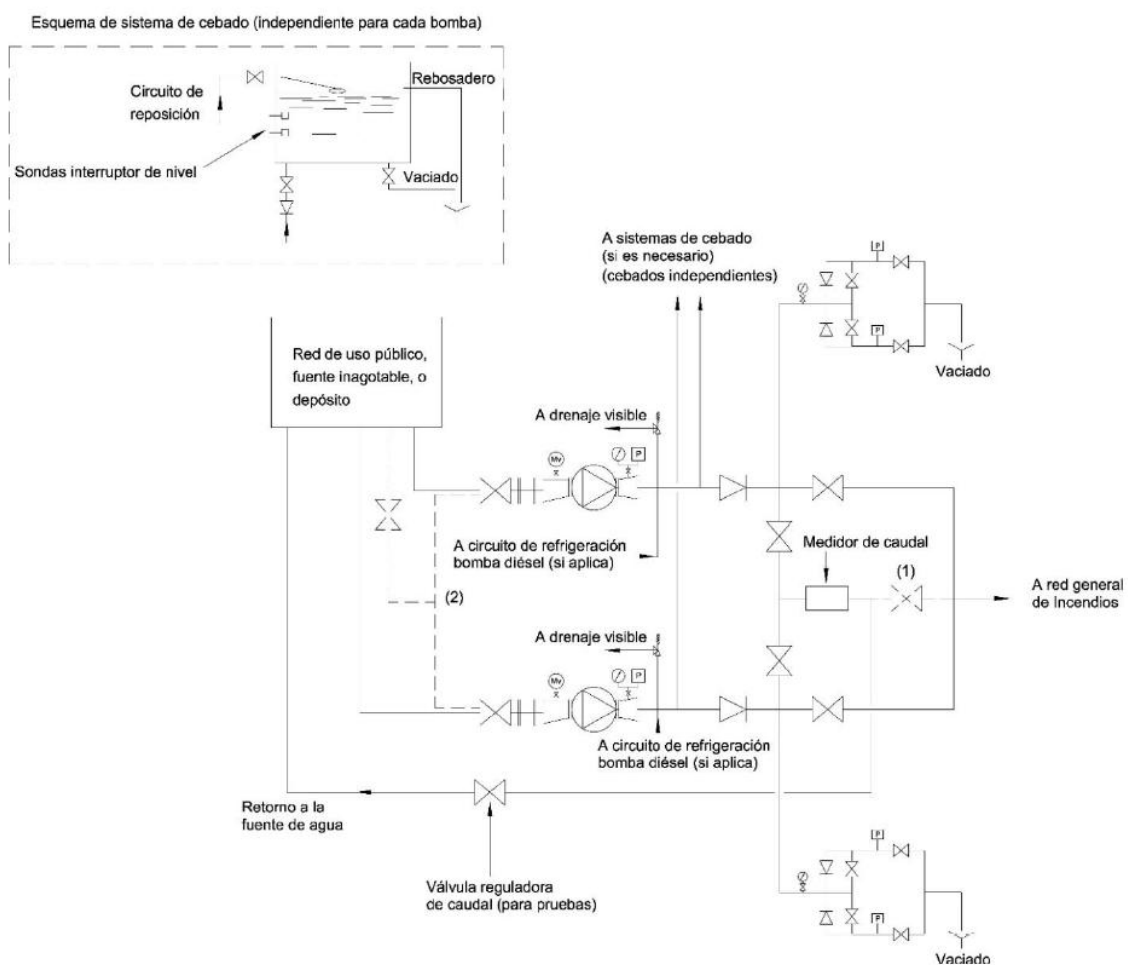 Esquema de sistema de cebado (independiente para cada bomba)
Rebosadero
Circuito de
reposición
Sondas interruptor de nivel
Vaciado
A sistemas de cebado
(si es necesario)
(cebados independientes)
P
P
Vaciado
Red de uso público,
fuente inagotable, o
depósito
A drenaje visible
Mv
P
A circuito de refrigeración
bomba diésel (si aplica)
Medidor de caudal
(1)
(2)
A red general
de Incendios
A drenaje visible
Mv
P
A circuito de refrigeración
bomba diésel (si aplica)
Retorno a la
fuente de agua
Válvula reguladora
de caudal (para pruebas)
P
P
Vaciado